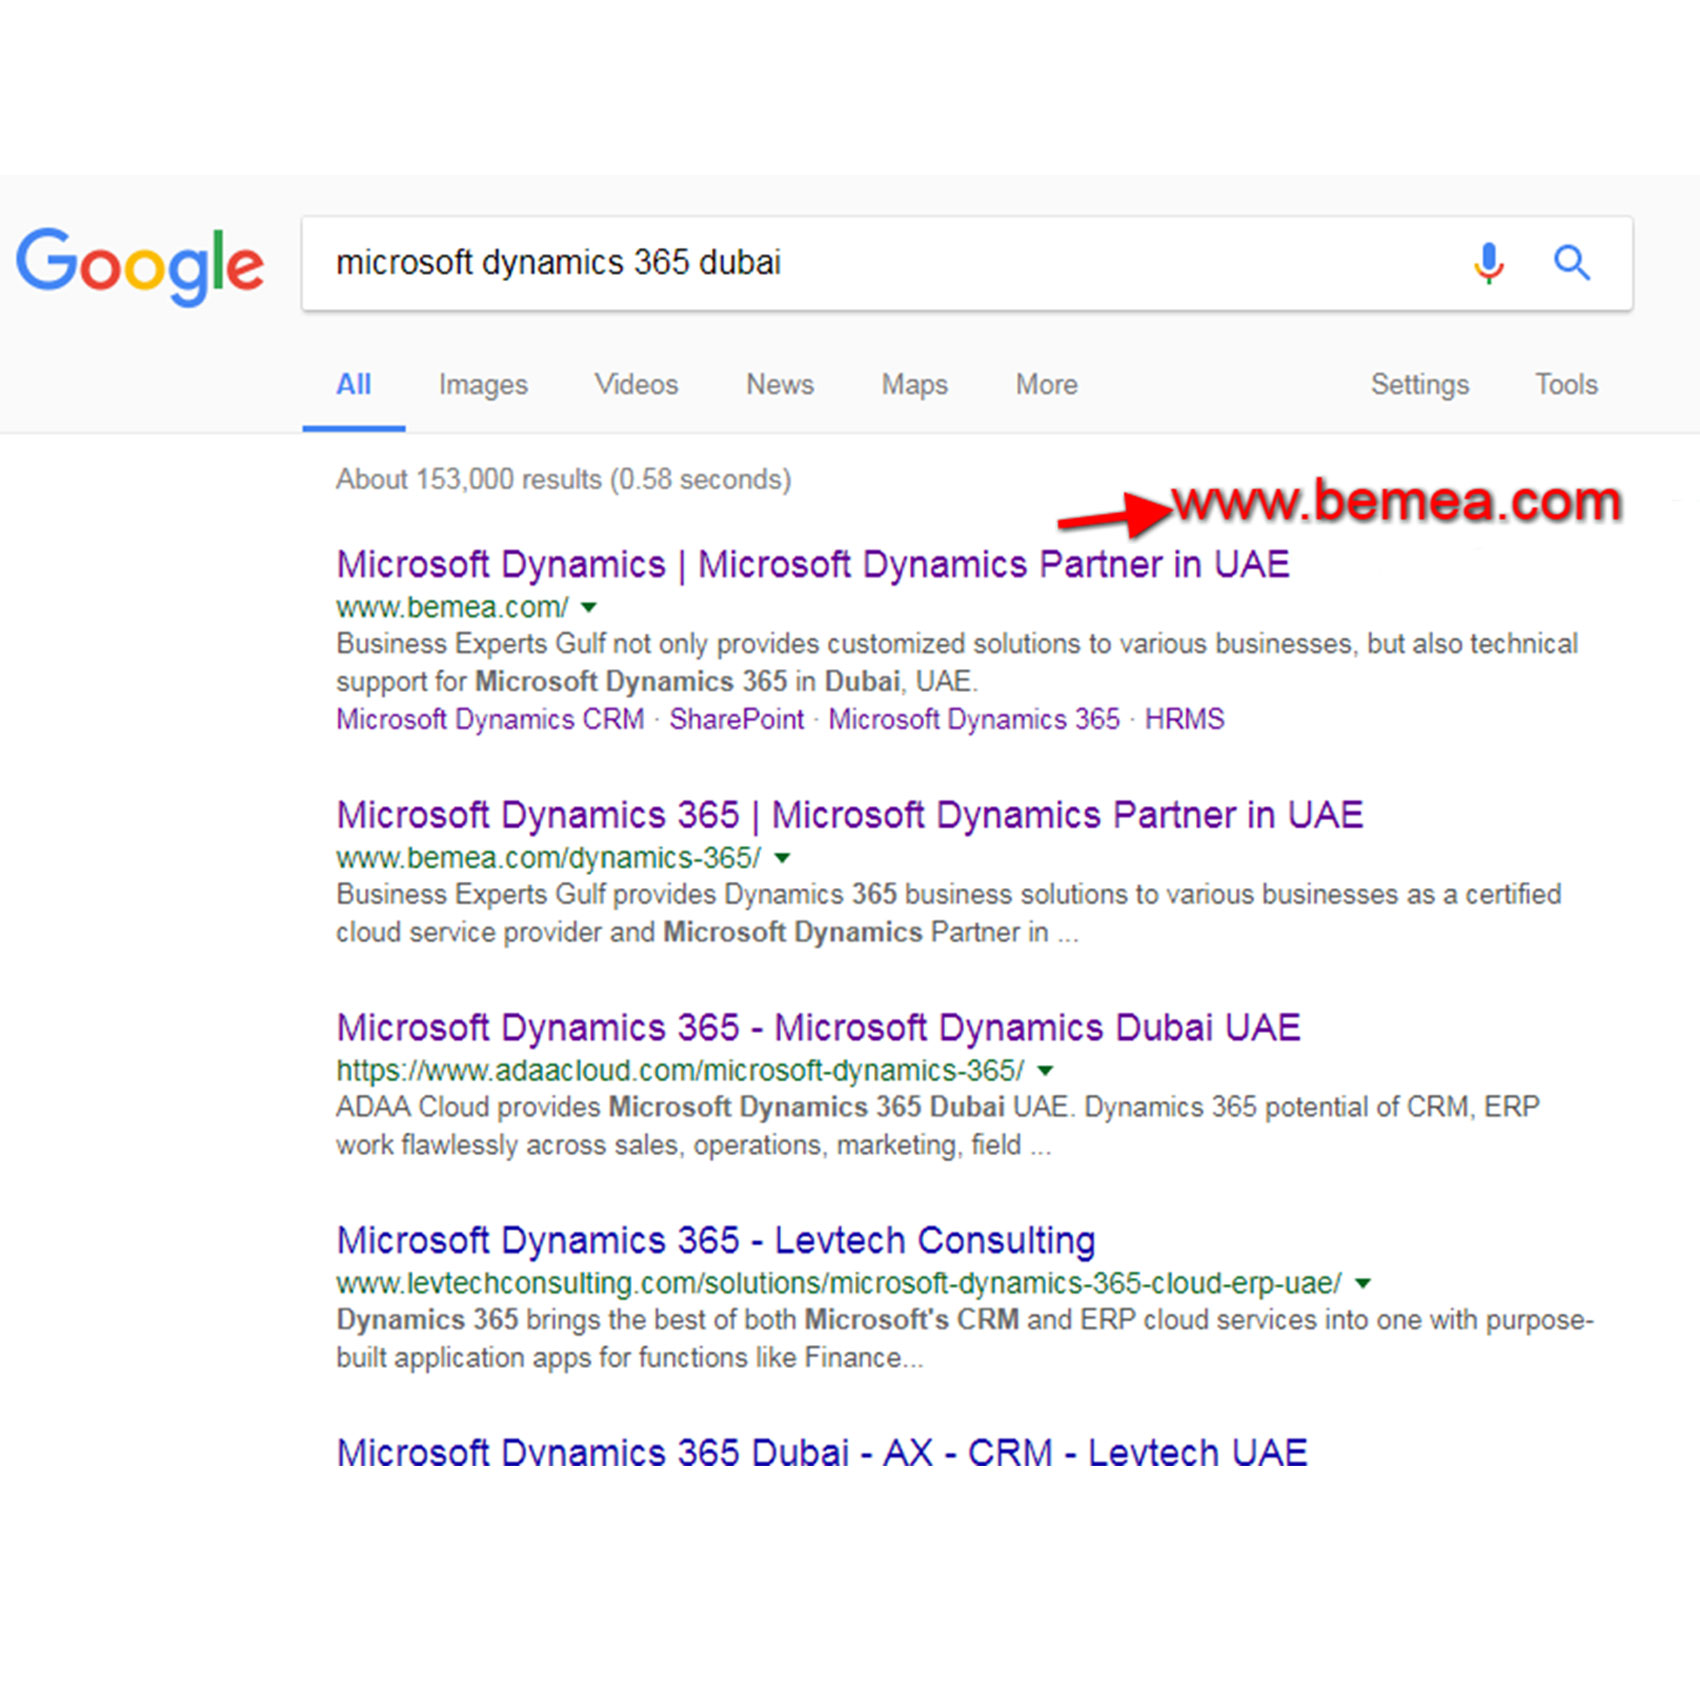 Google
microsoft dynamics 365 dubai
All Images Videos News Maps More Settings Tools
About 153,000 results (0.58 seconds)
www.bemea.com
Microsoft Dynamics | Microsoft Dynamics Partner in UAE
www.bemea.com/
Business Experts Gulf not only provides customized solutions to various businesses, but also technical
support for Microsoft Dynamics 365 in Dubai, UAE.
Microsoft Dynamics CRM · SharePoint · Microsoft Dynamics 365 · HRMS
Microsoft Dynamics 365 | Microsoft Dynamics Partner in UAE
www.bemea.com/dynamics-365/
Business Experts Gulf provides Dynamics 365 business solutions to various businesses as a certified
cloud service provider and Microsoft Dynamics Partner in ...
Microsoft Dynamics 365 - Microsoft Dynamics Dubai UAE
https://www.adaacloud.com/microsoft-dynamics-365/
ADAA Cloud provides Microsoft Dynamics 365 Dubai UAE. Dynamics 365 potential of CRM, ERP
work flawlessly across sales, operations, marketing, field ...
Microsoft Dynamics 365 - Levtech Consulting
www.levtechconsulting.com/solutions/microsoft-dynamics-365-cloud-erp-uae/
Dynamics 365 brings the best of both Microsoft's CRM and ERP cloud services into one with purpose-
built application apps for functions like Finance...
Microsoft Dynamics 365 Dubai - AX - CRM - Levtech UAE